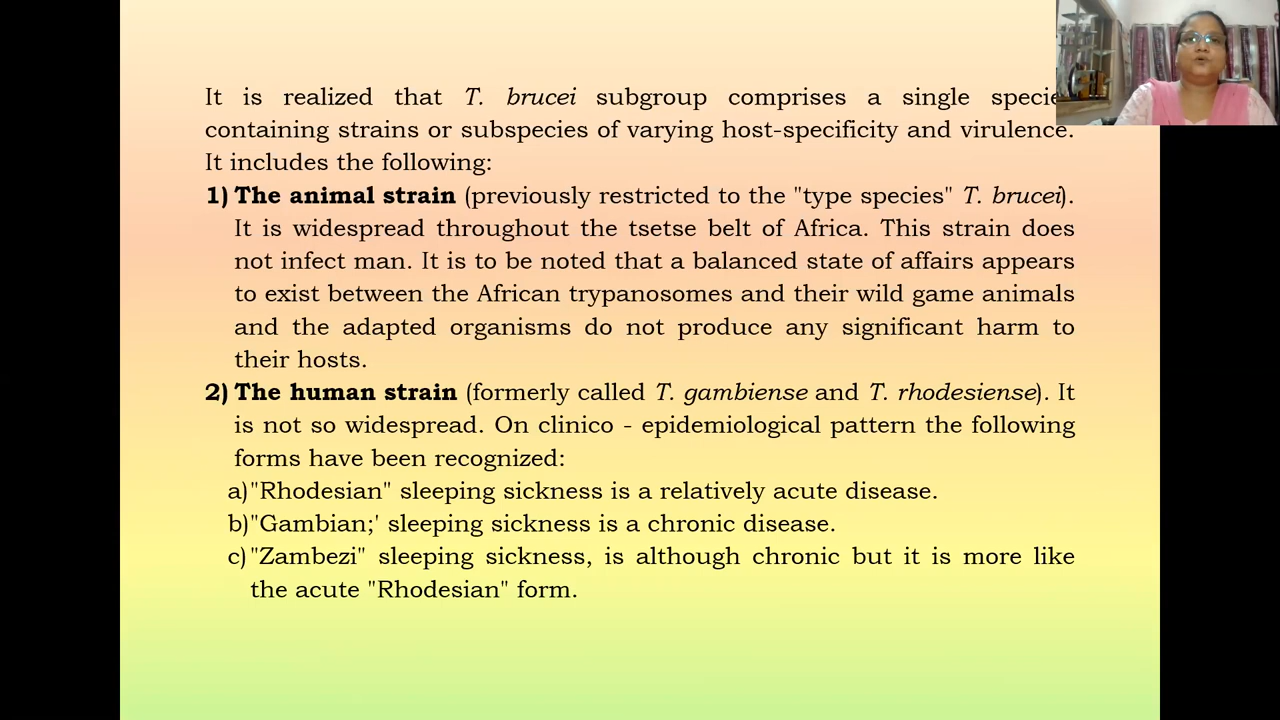 It is realized that T. brucei subgroup comprises a single
containing strains or subspecies of varying host-specificity and virulence.
It includes the following:
1) The animal strain (previously restricted to the "type species" T. brucei).
It is widespread throughout the tsetse belt of Africa. This strain does
not infect man. It is to be noted that a balanced state of affairs appears
to exist between the African trypanosomes and their wild game animals
and the adapted organisms do not produce any significant harm to
their hosts.
2) The human strain (formerly called T. gambiense and T. rhodesiense). It
is not so widespread. On clinico - epidemiological pattern the following
forms have been recognized:
a)"Rhodesian" sleeping sickness is a relatively acute disease.
b)"Gambian;' sleeping sickness is a chronic disease.
c)"Zambezi" sleeping sickness, is although chronic but it is more like
the acute "Rhodesian" form.